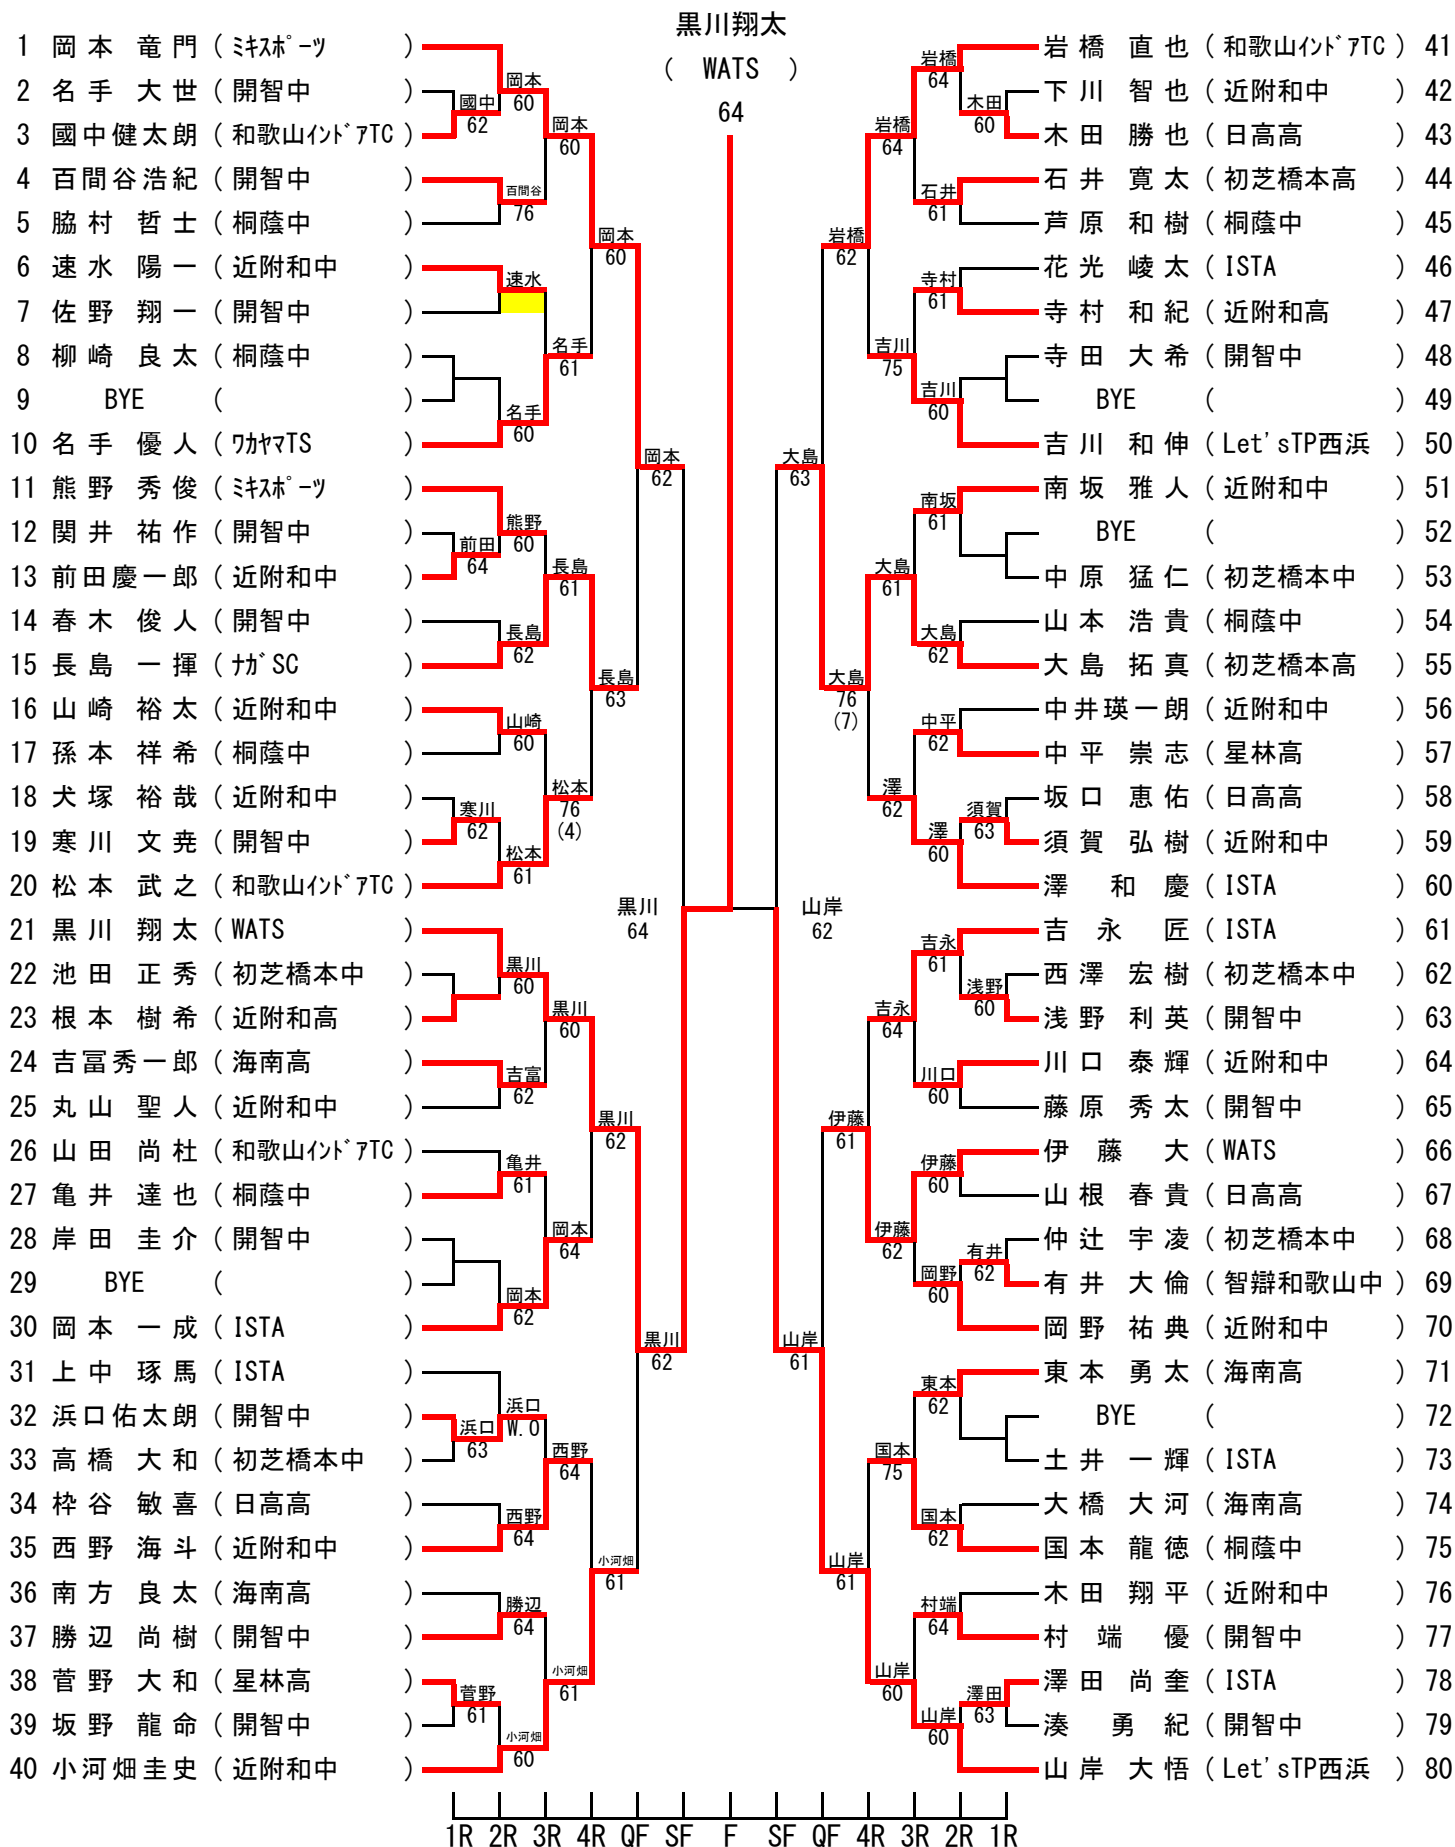 黒川翔太
( WATS )
64
1 岡本 竜門 (ミキスポーツ)
2 名手 大世 (開智中)
3 國中健太朗 (和歌山インドアTC)
4 百間谷浩紀 (開智中)
5 脇村 哲士 (桐蔭中)
6 速水 陽一 (近附和中)
7 佐野 翔一 (開智中)
8 柳崎 良太 (桐蔭中)
9 BYE ( )
10 名手 優人 (ワカヤマTS)
11 熊野 秀俊 (ミキスポーツ)
12 関井 祐作 (開智中)
13 前田慶一郎 (近附和中)
14 春木 俊人 (開智中)
15 長島 一揮 (ナガSC)
16 山崎 裕太 (近附和中)
17 孫本 祥希 (桐蔭中)
18 犬塚 裕哉 (近附和中)
19 寒川 文尭 (開智中)
20 松本 武之 (和歌山インドアTC)
21 黒川 翔太 (WATS)
22 池田 正秀 (初芝橋本中)
23 根本 樹希 (近附和高)
24 吉冨秀一郎 (海南高)
25 丸山 聖人 (近附和中)
26 山田 尚杜 (和歌山インドアTC)
27 亀井 達也 (桐蔭中)
28 岸田 圭介 (開智中)
29 BYE ( )
30 岡本 一成 (ISTA)
31 上中 琢馬 (ISTA)
32 浜口佑太朗 (開智中)
33 高橋 大和 (初芝橋本中)
34 枠谷 敏喜 (日高高)
35 西野 海斗 (近附和中)
36 南方 良太 (海南高)
37 勝辺 尚樹 (開智中)
38 菅野 大和 (星林高)
39 坂野 龍命 (開智中)
40 小河畑圭史 (近附和中)
國中
62
前田
64
寒川
62
浜口
63
菅野
61
岡本
60
百間谷
76
速水
名手
60
熊野
60
長島
62
山崎
60
松本
61
黒川
60
吉富
62
亀井
61
岡本
62
浜口
W.O
西野
64
勝辺
64
小河畑
60
岡本
60
名手
61
長島
61
松本
76
(4)
黒川
60
岡本
64
西野
64
小河畑
61
岡本
60
長島
63
黒川
62
小河畑
61
岡本
62
黒川
62
黒川
64
山岸
62
大島
63
山岸
61
岩橋
62
大島
76
(7)
伊藤
61
山岸
61
岩橋
64
吉川
75
大島
61
澤
62
吉永
64
伊藤
62
国本
75
山岸
60
岩橋
64
石井
61
寺村
61
吉川
60
南坂
61
大島
62
中平
62
澤
60
吉永
61
川口
60
伊藤
60
岡野
60
東本
62
国本
62
村端
64
山岸
60
木田
60
須賀
63
浅野
60
有井
62
澤田
63
岩橋 直也 (和歌山インドアTC) 41
下川 智也 (近附和中) 42
木田 勝也 (日高高) 43
石井 寛太 (初芝橋本高) 44
芦原 和樹 (桐蔭中) 45
花光 崚太 (ISTA) 46
寺村 和紀 (近附和高) 47
寺田 大希 (開智中) 48
BYE ( ) 49
吉川 和伸 (Let'sTP西浜) 50
南坂 雅人 (近附和中) 51
BYE ( ) 52
中原 猛仁 (初芝橋本中) 53
山本 浩貴 (桐蔭中) 54
大島 拓真 (初芝橋本高) 55
中井瑛一朗 (近附和中) 56
中平 崇志 (星林高) 57
坂口 恵佑 (日高高) 58
須賀 弘樹 (近附和中) 59
澤 和慶 (ISTA) 60
吉永 匠 (ISTA) 61
西澤 宏樹 (初芝橋本中) 62
浅野 利英 (開智中) 63
川口 泰輝 (近附和中) 64
藤原 秀太 (開智中) 65
伊藤 大 (WATS) 66
山根 春貴 (日高高) 67
仲辻 宇凌 (初芝橋本中) 68
有井 大倫 (智辯和歌山中) 69
岡野 祐典 (近附和中) 70
東本 勇太 (海南高) 71
BYE ( ) 72
土井 一輝 (ISTA) 73
大橋 大河 (海南高) 74
国本 龍徳 (桐蔭中) 75
木田 翔平 (近附和中) 76
村端 優 (開智中) 77
澤田 尚奎 (ISTA) 78
湊 勇紀 (開智中) 79
山岸 大悟 (Let'sTP西浜) 80
1R 2R 3R 4R QF SF F SF QF 4R 3R 2R 1R